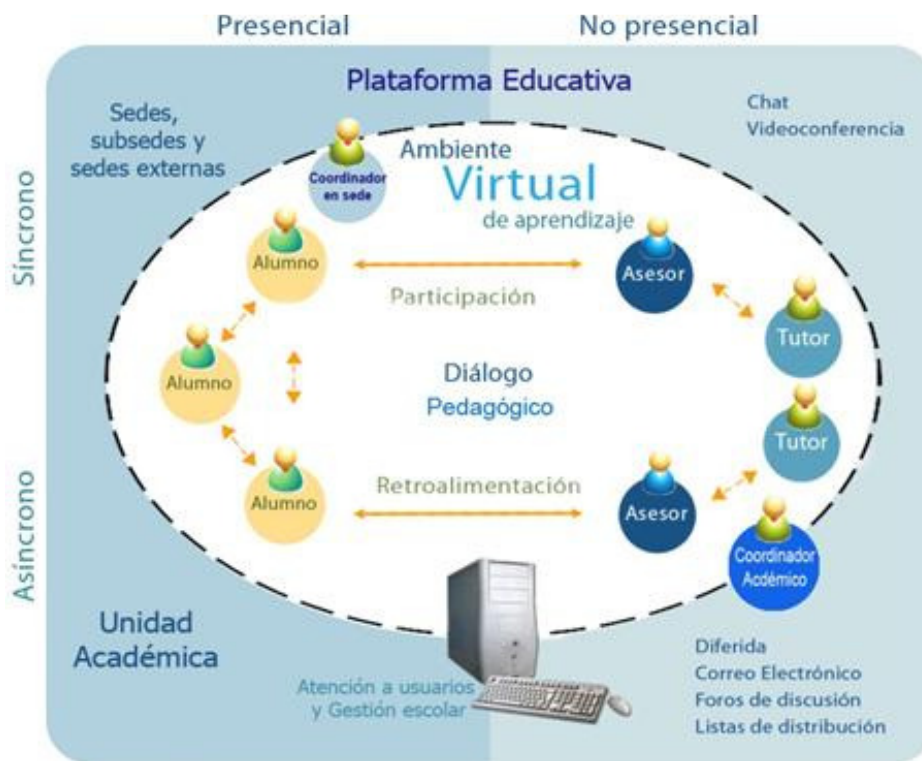 Presencial
No presencial
Plataforma Educativa
Sedes,
subsedes y
sedes externas
Chat
Videoconferencia
Síncrono
Asíncrono
Coordinador
en sede
Ambiente
Virtual
de aprendizaje
Alumno
Participación
Asesor
Tutor
Alumno
Diálogo
Pedagógico
Tutor
Alumno
Retroalimentación
Asesor
Coordinador
Acdémico
Unidad
Académica
Atención a usuarios
y Gestión escolar
Diferida
Correo Electrónico
Foros de discusión
Listas de distribución